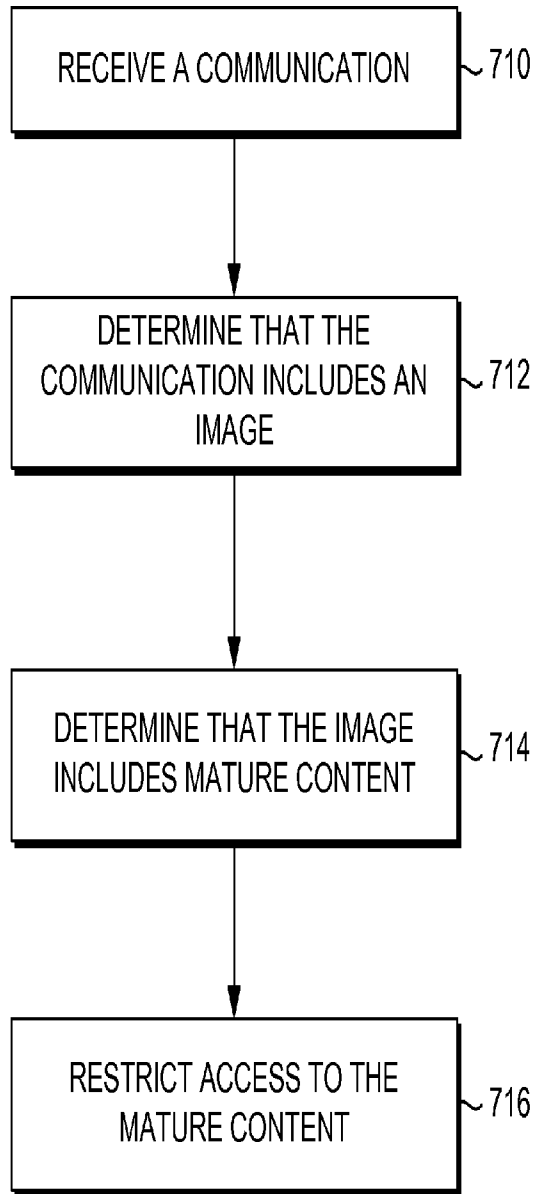 RECEIVE A COMMUNICATION
710
DETERMINE THAT THE
COMMUNICATION INCLUDES AN
IMAGE
712
DETERMINE THAT THE IMAGE
INCLUDES MATURE CONTENT
714
RESTRICT ACCESS TO THE
MATURE CONTENT
716